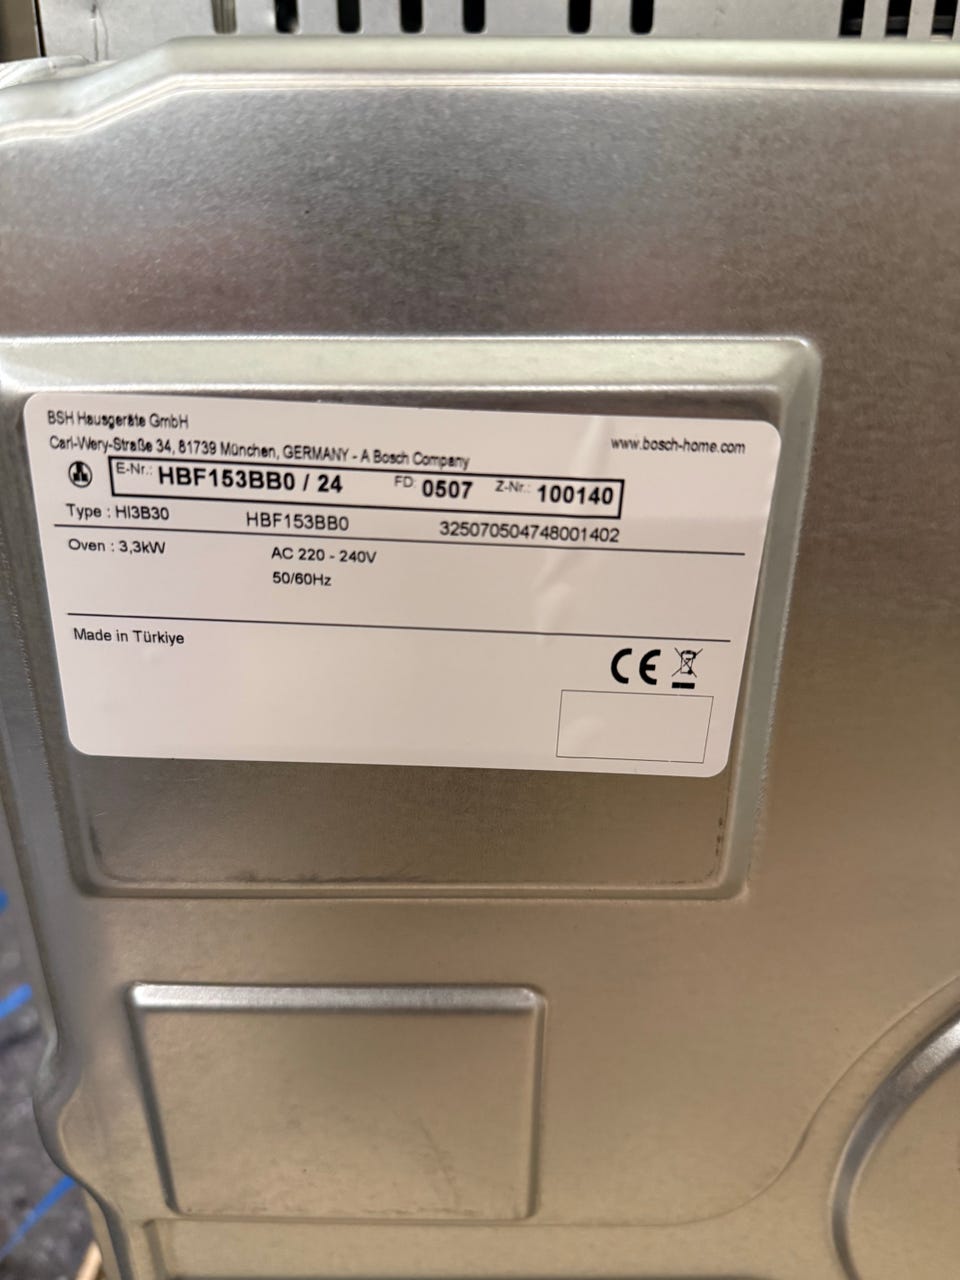 BSH Hausgeräte GmbH
Carl-Wery-Straße 34, 81739 München, GERMANY - A Bosch Company
www.bosch-home.com
E-Nr.: HBF153BB0 / 24 FD: 0507 Z-Nr.: 100140
Type : HI3B30 HBF153BB0 325070504748001402
Oven : 3,3kW AC 220 - 240V
50/60Hz
Made in Türkiye
CE